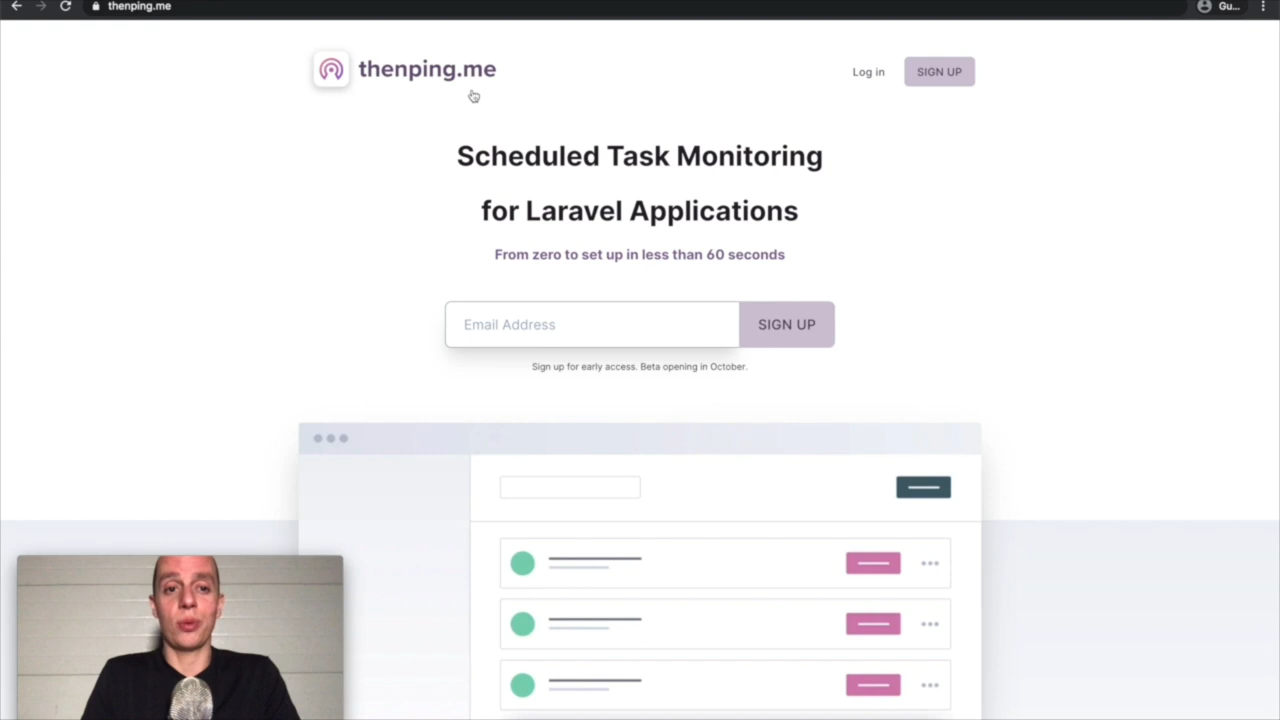 thenping.me
Gu...
thenping.me
Log in
SIGN UP
Scheduled Task Monitoring
for Laravel Applications
From zero to set up in less than 60 seconds
Email Address
SIGN UP
Sign up for early access. Beta opening in October.